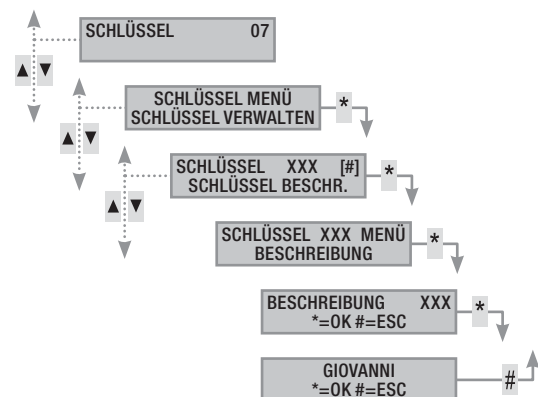 SCHLÜSSEL 07
▲ ▼
SCHLÜSSEL MENÜ
SCHLÜSSEL VERWALTEN
*
▲ ▼
SCHLÜSSEL XXX [#]
SCHLÜSSEL BESCHR.
*
▲ ▼
SCHLÜSSEL XXX MENÜ
BESCHREIBUNG
*
BESCHREIBUNG XXX
*=OK #=ESC
*
GIOVANNI
*=OK #=ESC
#